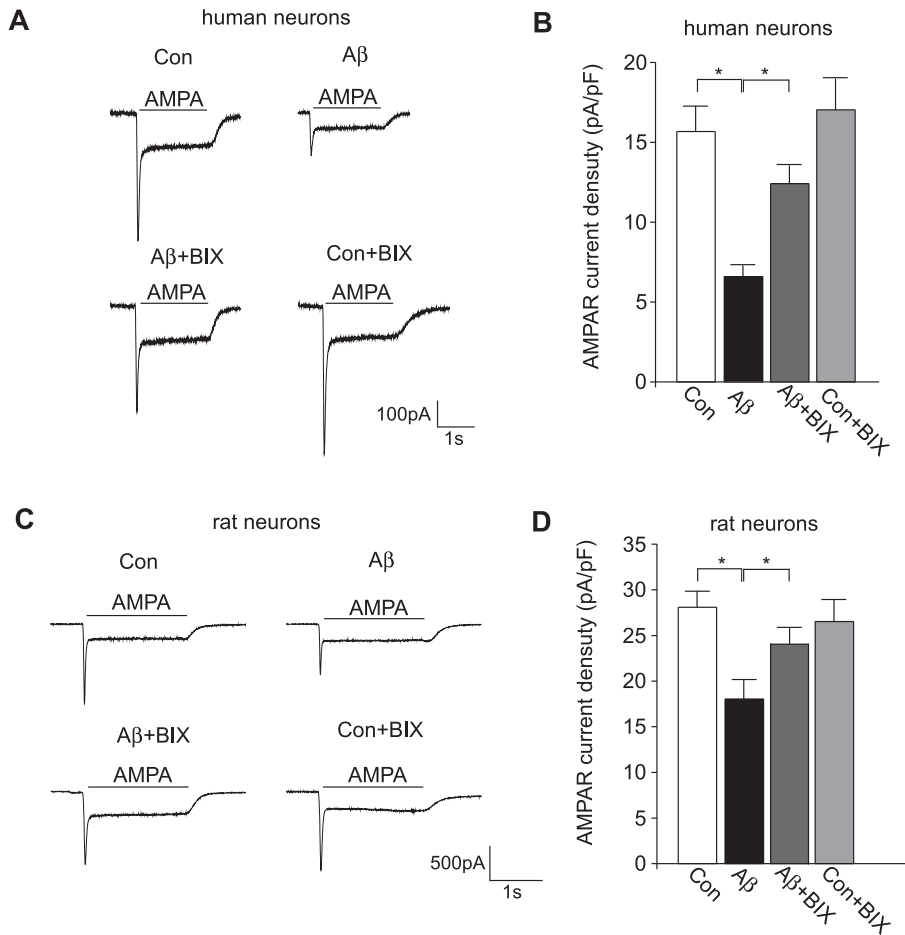 A
human neurons
Con
Aβ
AMPA
AMPA
Aβ+BIX
Con+BIX
AMPA
AMPA
100pA
1s
B
human neurons
AMPAR current densuty (pA/pF)
20
15
10
5
0
*
*
Con
Aβ
Aβ+BIX
Con+BIX
C
rat neurons
Con
Aβ
AMPA
AMPA
Aβ+BIX
Con+BIX
AMPA
AMPA
500pA
1s
D
rat neurons
AMPAR current densuty (pA/pF)
35
30
25
20
15
10
5
0
*
*
Con
Aβ
Aβ+BIX
Con+BIX